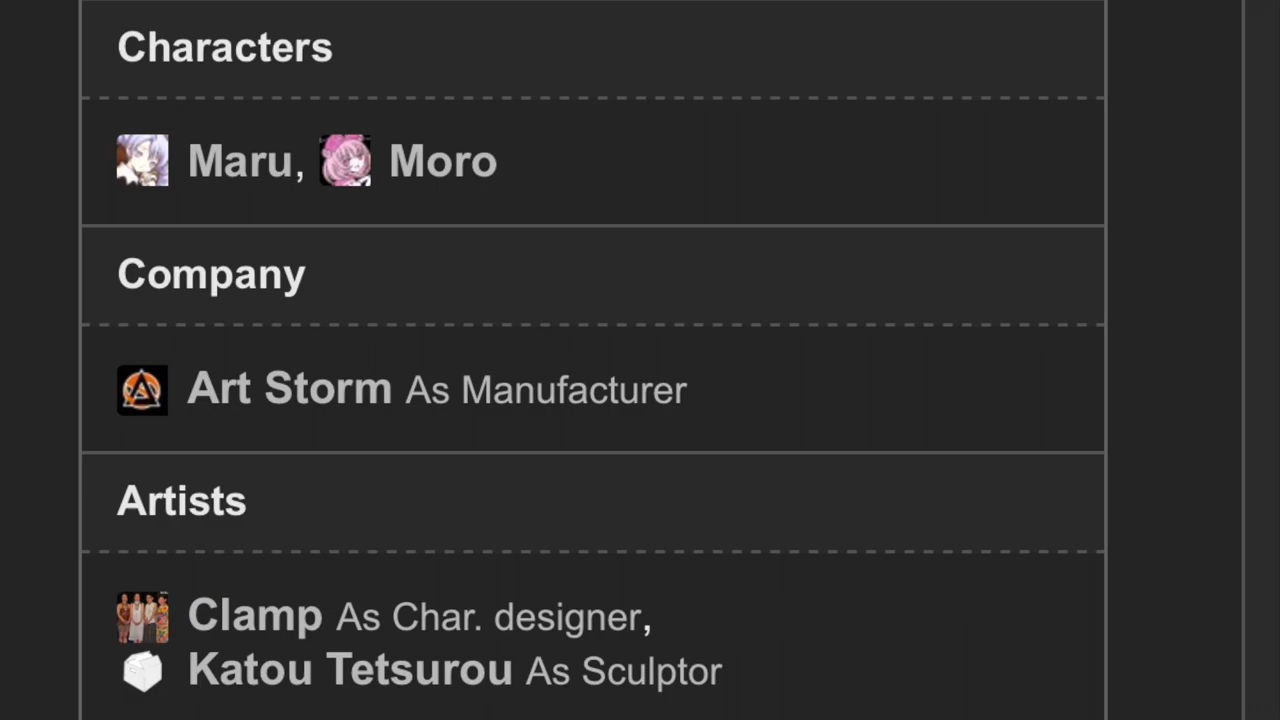 Characters
Maru, Moro
Company
Art Storm As Manufacturer
Artists
Clamp As Char. designer,
Katou Tetsurou As Sculptor